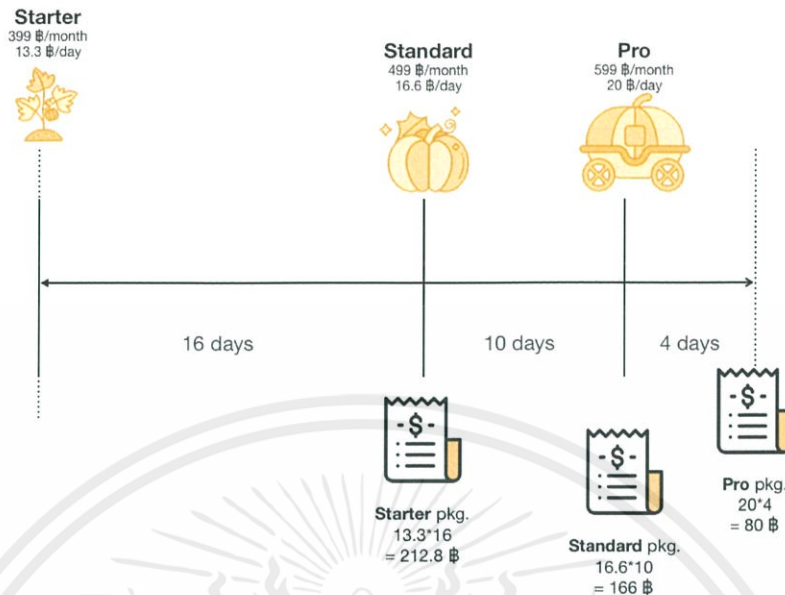 Starter
399 ฿/month
13.3 ฿/day
Standard
499 ฿/month
16.6 ฿/day
Pro
599 ฿/month
20 ฿/day
16 days
10 days
4 days
-$-
-$-
-$-
Starter pkg.
13.3*16
= 212.8 ฿
Standard pkg.
16.6*10
= 166 ฿
Pro pkg.
20*4
= 80 ฿